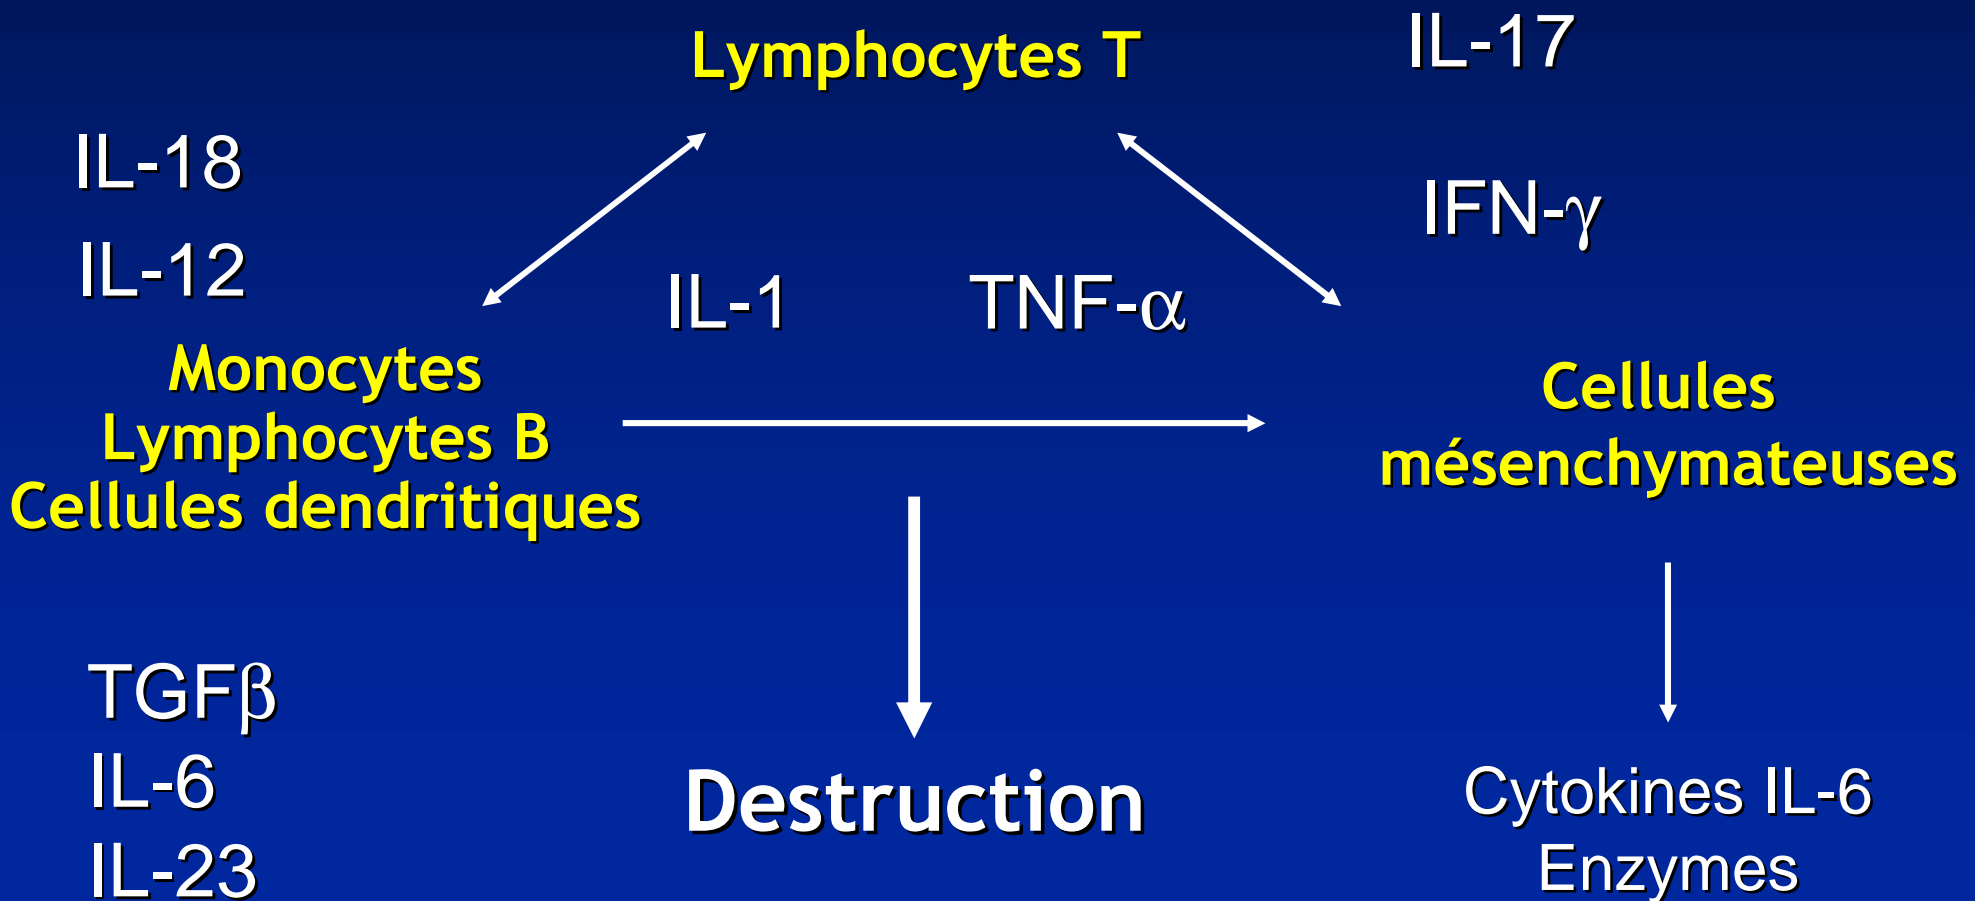 Lymphocytes T
IL-17
IL-18
IFN-γ
IL-12
IL-1
TNF-α
Monocytes
Lymphocytes B
Cellules dendritiques
Cellules
mésenchymateuses
TGFβ
IL-6
IL-23
Destruction
Cytokines IL-6
Enzymes